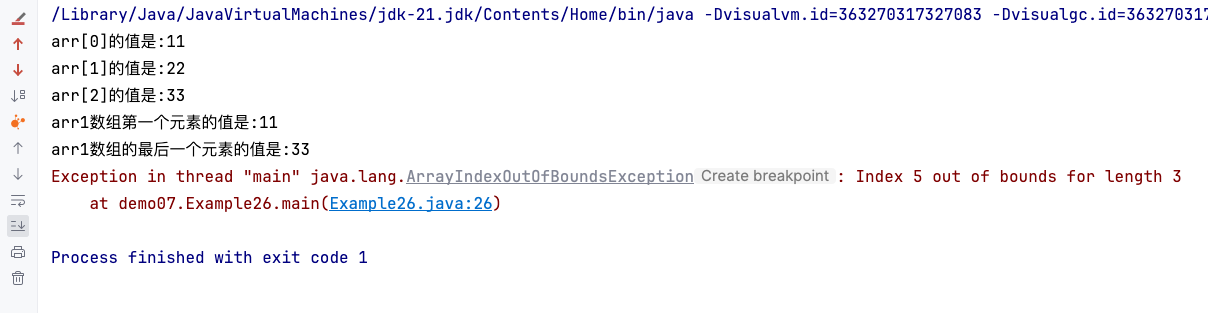 /Library/Java/JavaVirtualMachines/jdk-21.jdk/Contents/Home/bin/java -Dvisualvm.id=363270317327083 -Dvisualgc.id=363270317
arr[0]的值是:11
arr[1]的值是:22
arr[2]的值是:33
arr1数组第一个元素的值是:11
arr1数组的最后一个元素的值是:33
Exception in thread "main" java.lang.ArrayIndexOutOfBoundsException Create breakpoint : Index 5 out of bounds for length 3
    at demo07.Example26.main(Example26.java:26)
Process finished with exit code 1